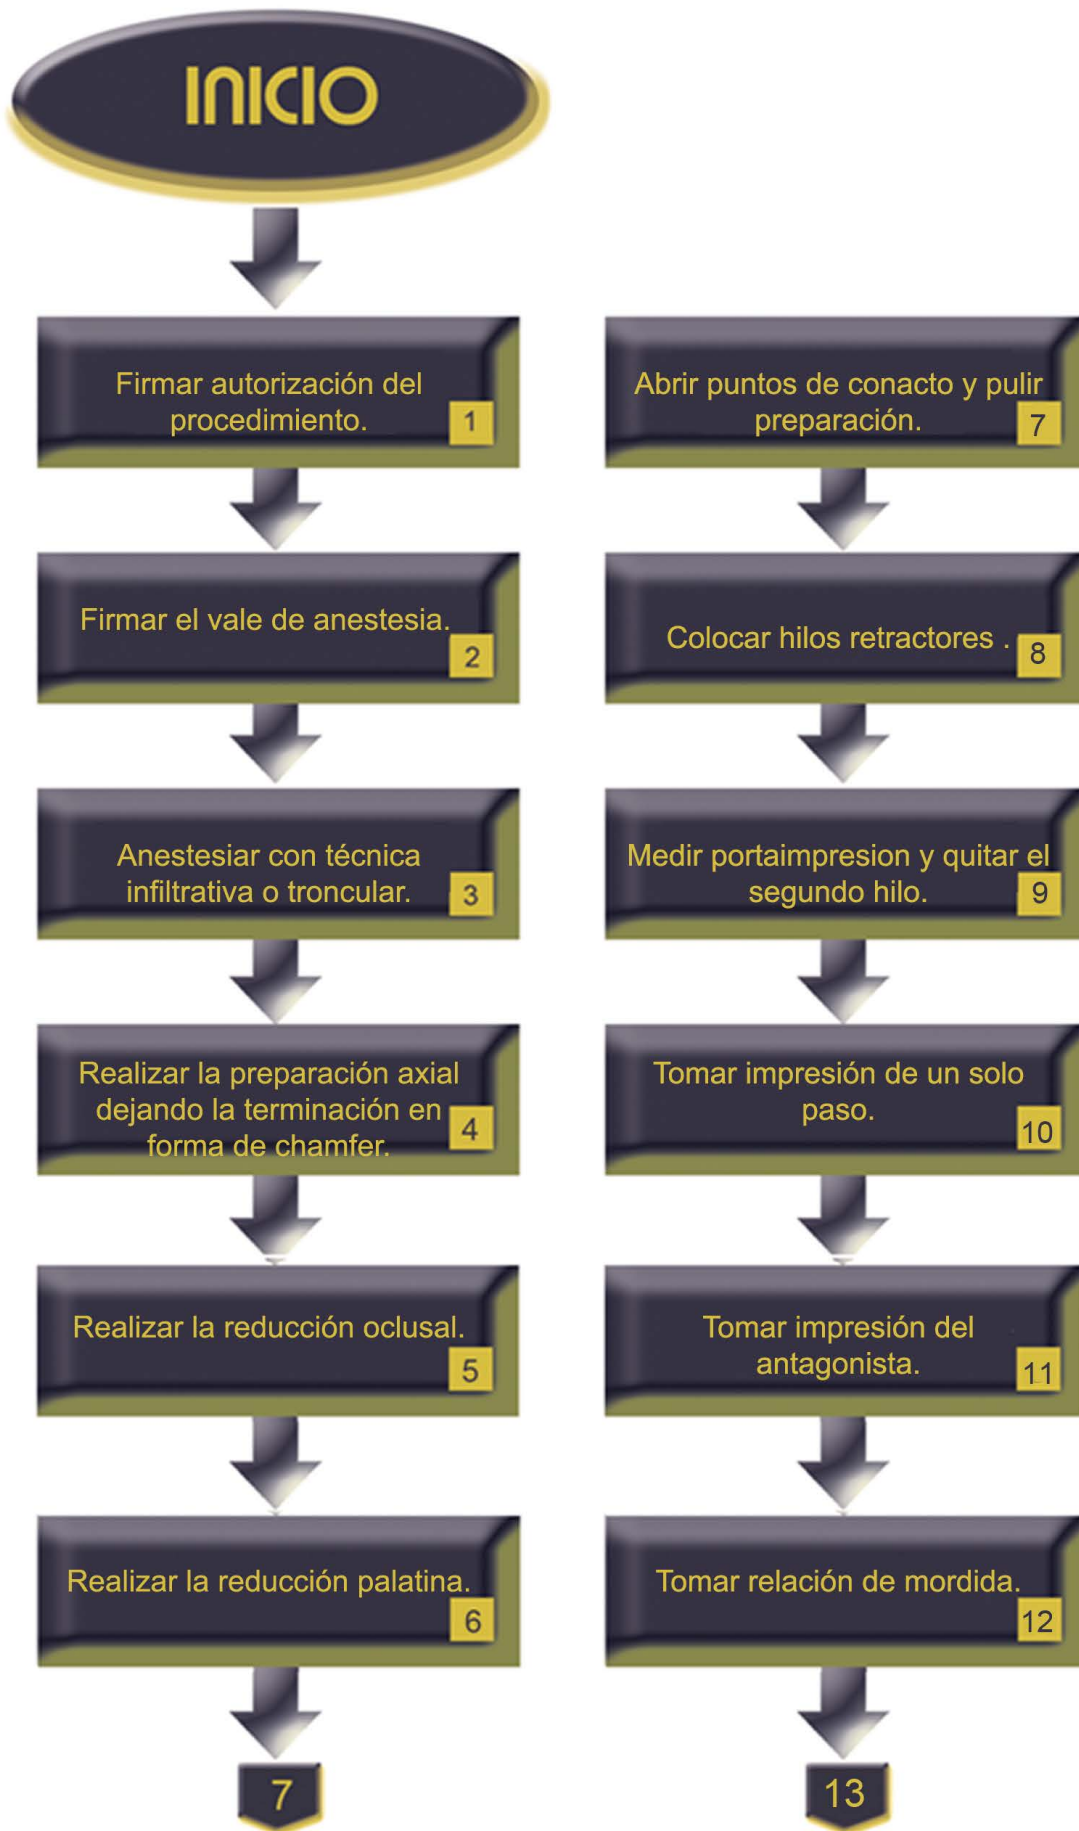 INICIO
Firmar autorización del
procedimiento.
1
Firmar el vale de anestesia.
2
Anestesiar con técnica
infiltrativa o troncular.
3
Realizar la preparación axial
dejando la terminación en
forma de chamfer.
4
Realizar la reducción oclusal.
5
Realizar la reducción palatina.
6
7
Abrir puntos de conacto y pulir
preparación.
7
Colocar hilos retractores .
8
Medir portaimpresion y quitar el
segundo hilo.
9
Tomar impresión de un solo
paso.
10
Tomar impresión del
antagonista.
11
Tomar relación de mordida.
12
13